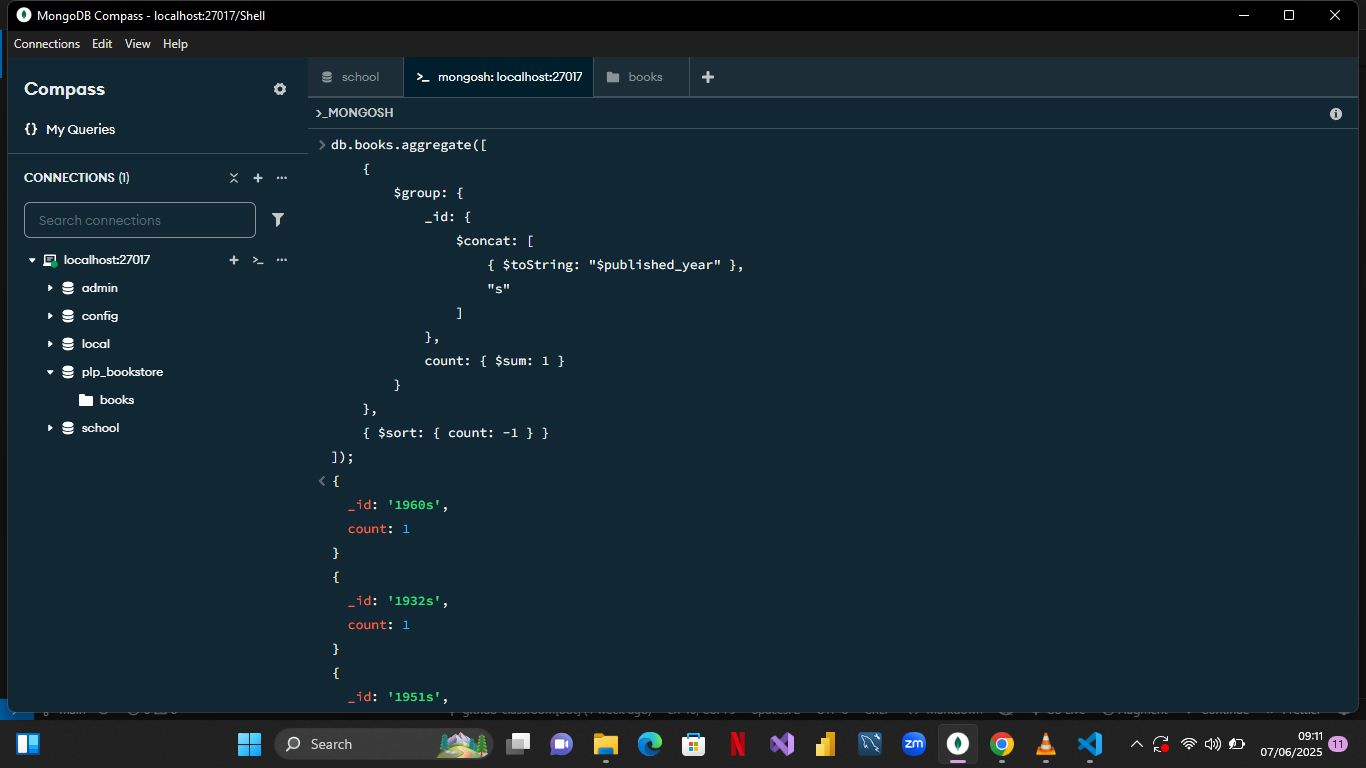 MongoDB Compass - localhost:27017/Shell
Connections Edit View Help
Compass
{} My Queries
CONNECTIONS (1)
Search connections
localhost:27017
admin
config
local
plp_bookstore
books
school
school
>_ mongosh: localhost:27017
books
>_MONGOSH
> db.books.aggregate([
{
$group: {
_id: {
$concat: [
{ $toString: "$published_year" },
"s"
]
},
count: { $sum: 1 }
}
},
{ $sort: { count: -1 } }
]);
< {
_id: '1960s',
count: 1
}
{
_id: '1932s',
count: 1
}
{
_id: '1951s',
Search
zm
09:11
07/06/2025
11